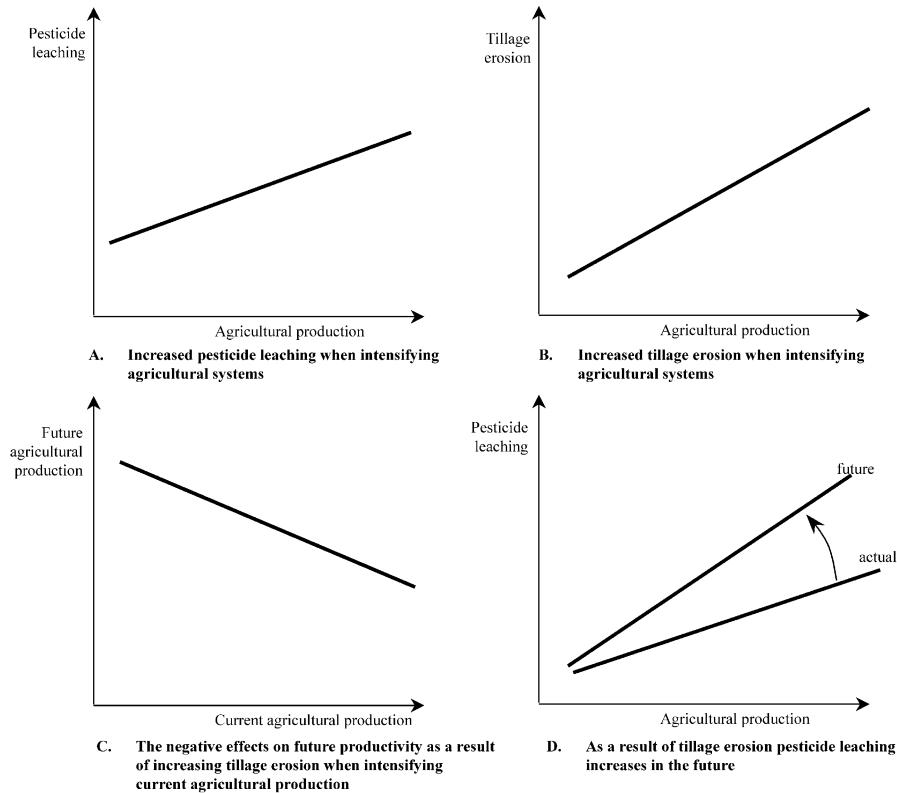 Pesticide
leaching
Agricultural production
A. Increased pesticide leaching when intensifying
agricultural systems
Tillage
erosion
Agricultural production
B. Increased tillage erosion when intensifying
agricultural systems
Future
agricultural
production
Current agricultural production
C. The negative effects on future productivity as a result
of increasing tillage erosion when intensifying
current agricultural production
Pesticide
leaching
future
actual
Agricultural production
D. As a result of tillage erosion pesticide leaching
increases in the future